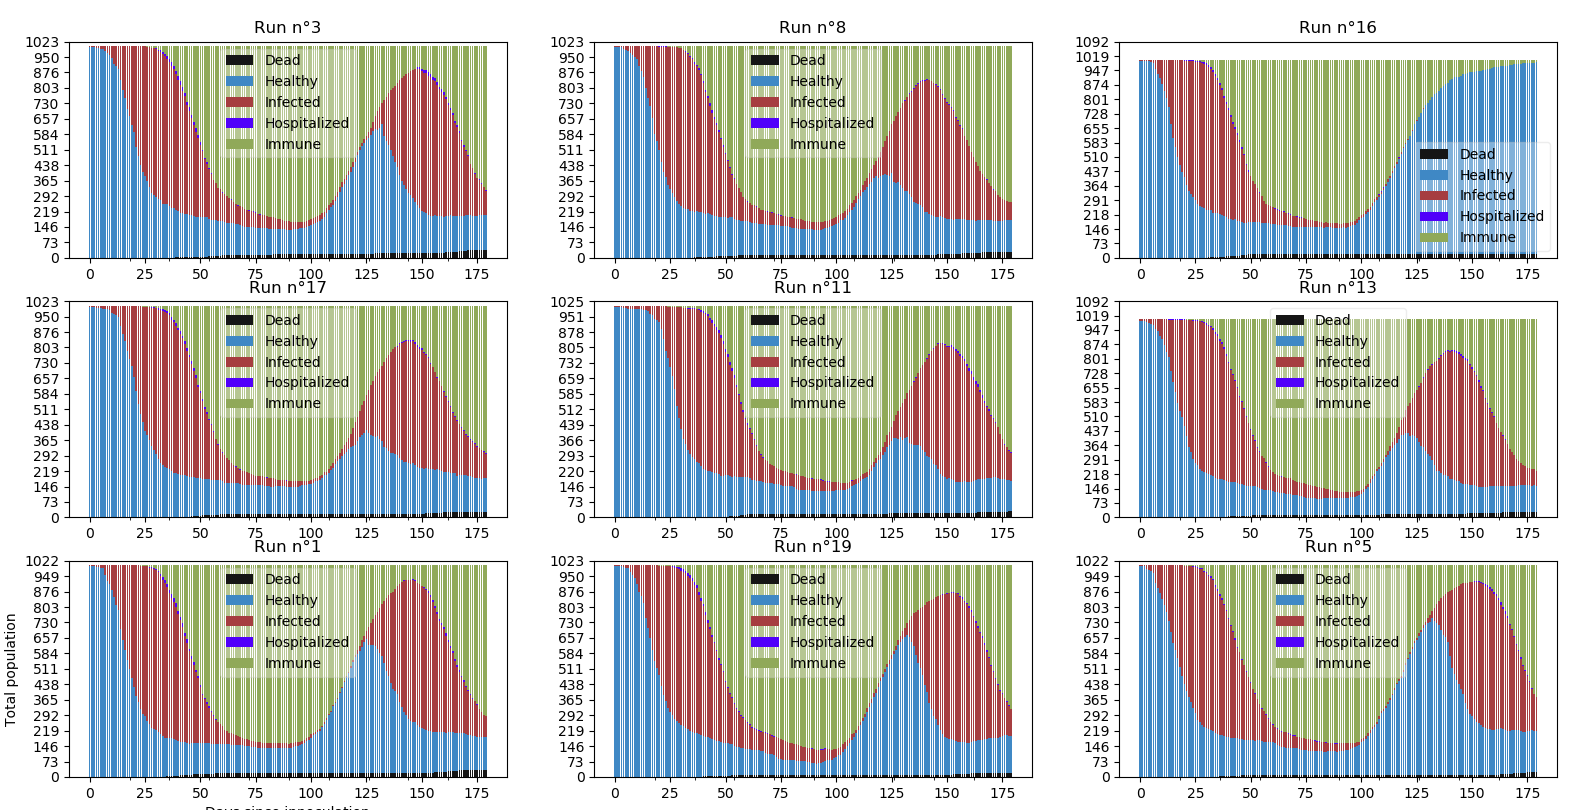 Run n°3
1023
950
876
803
730
657
584
511
438
365
292
219
146
73
0
Dead
Healthy
Infected
Hospitalized
Immune
0 25 50 75 100 125 150 175
Run n°8
1023
950
876
803
730
657
584
511
438
365
292
219
146
73
0
Dead
Healthy
Infected
Hospitalized
Immune
0 25 50 75 100 125 150 175
Run n°16
1092
1019
947
874
801
728
655
583
510
437
364
291
218
146
73
0
Dead
Healthy
Infected
Hospitalized
Immune
0 25 50 75 100 125 150 175
Run n°17
1023
950
876
803
730
657
584
511
438
365
292
219
146
73
0
Dead
Healthy
Infected
Hospitalized
Immune
0 25 50 75 100 125 150 175
Run n°11
1025
951
878
805
732
659
585
512
439
366
293
220
146
73
0
Dead
Healthy
Infected
Hospitalized
Immune
0 25 50 75 100 125 150 175
Run n°13
1092
1019
947
874
801
728
655
583
510
437
364
291
218
146
73
0
Dead
Healthy
Infected
Hospitalized
Immune
0 25 50 75 100 125 150 175
Run n°1
Total population
1022
949
876
803
730
657
584
511
438
365
292
219
146
73
0
Dead
Healthy
Infected
Hospitalized
Immune
0 25 50 75 100 125 150 175
Days since innoculation
Run n°19
1023
950
876
803
730
657
584
511
438
365
292
219
146
73
0
Dead
Healthy
Infected
Hospitalized
Immune
0 25 50 75 100 125 150 175
Run n°5
1022
949
876
803
730
657
584
511
438
365
292
219
146
73
0
Dead
Healthy
Infected
Hospitalized
Immune
0 25 50 75 100 125 150 175